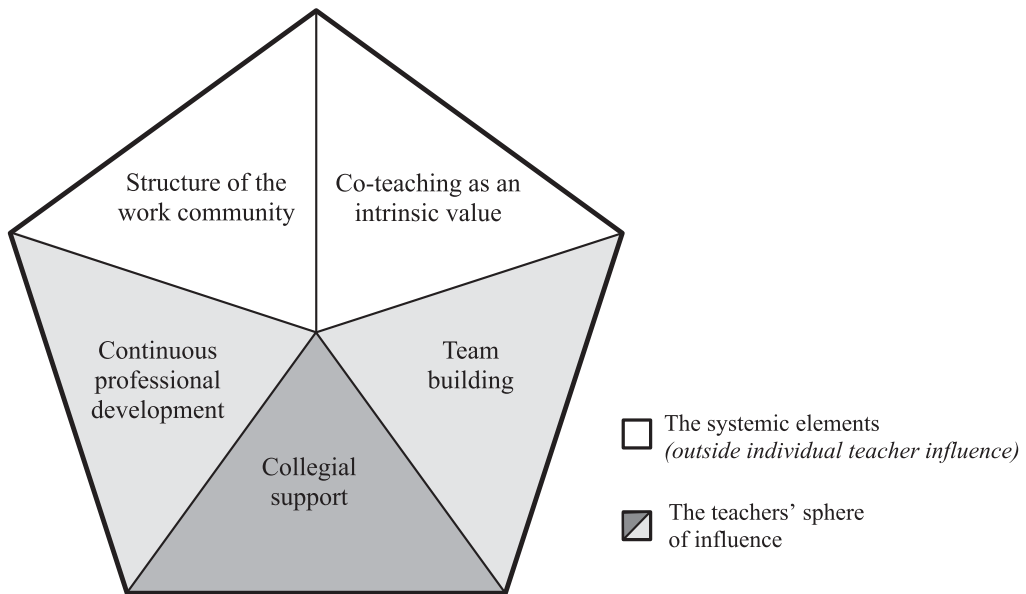 Structure of the
work community
Co-teaching as an
intrinsic value
Continuous
professional
development
Team
building
Collegial
support
The systemic elements
(outside individual teacher influence)
The teachers’ sphere
of influence